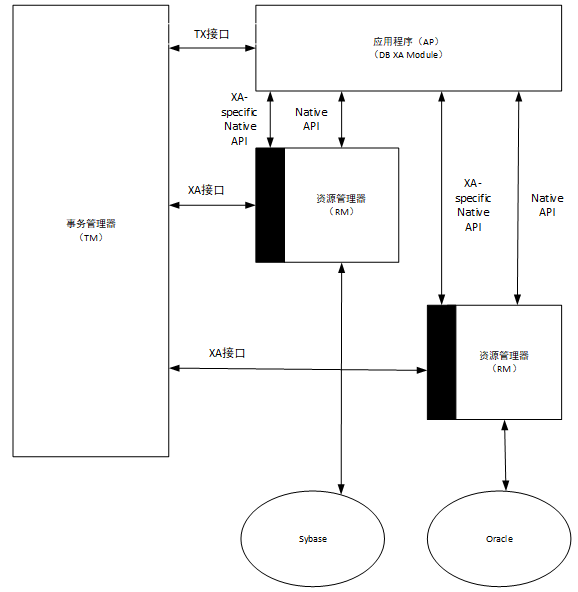 TX接口
应用程序（AP）
（DB XA Module）
XA-
specific
Native
API
Native
API
XA接口
资源管理器
（RM）
XA-
specific
Native
API
Native
API
事务管理器
（TM）
XA接口
资源管理器
（RM）
Sybase
Oracle